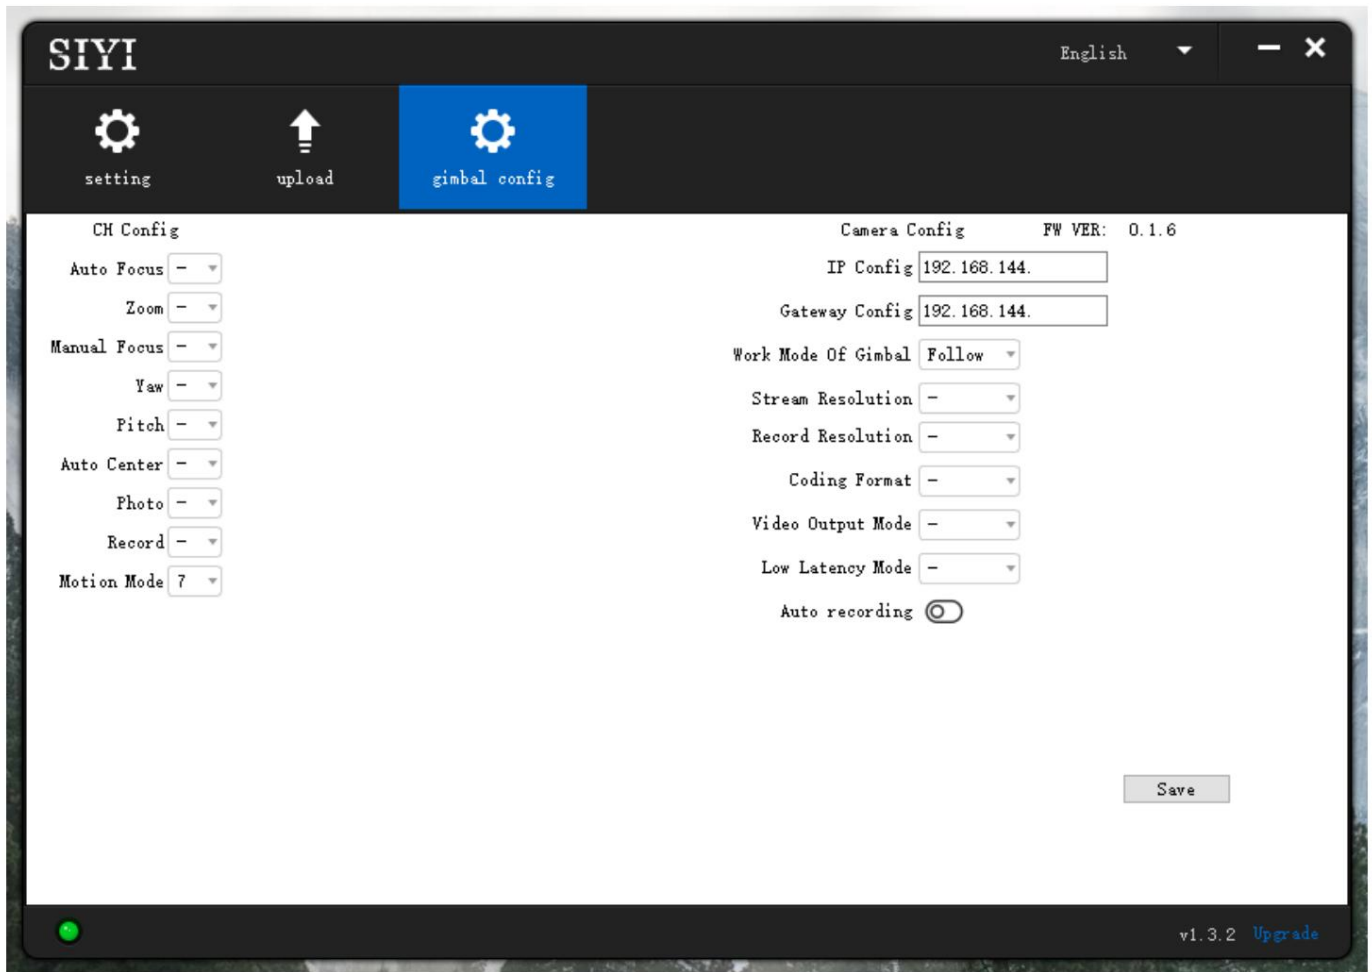 SIYI
English
setting upload gimbal config
CH Config
Auto Focus -
Zoom -
Manual Focus -
Yaw -
Pitch -
Auto Center -
Photo -
Record -
Motion Mode 7
Camera Config FW VER: 0.1.6
IP Config 192.168.144.
Gateway Config 192.168.144.
Work Mode Of Gimbal Follow
Stream Resolution -
Record Resolution -
Coding Format -
Video Output Mode -
Low Latency Mode -
Auto recording
Save
v1.3.2 Upgrade